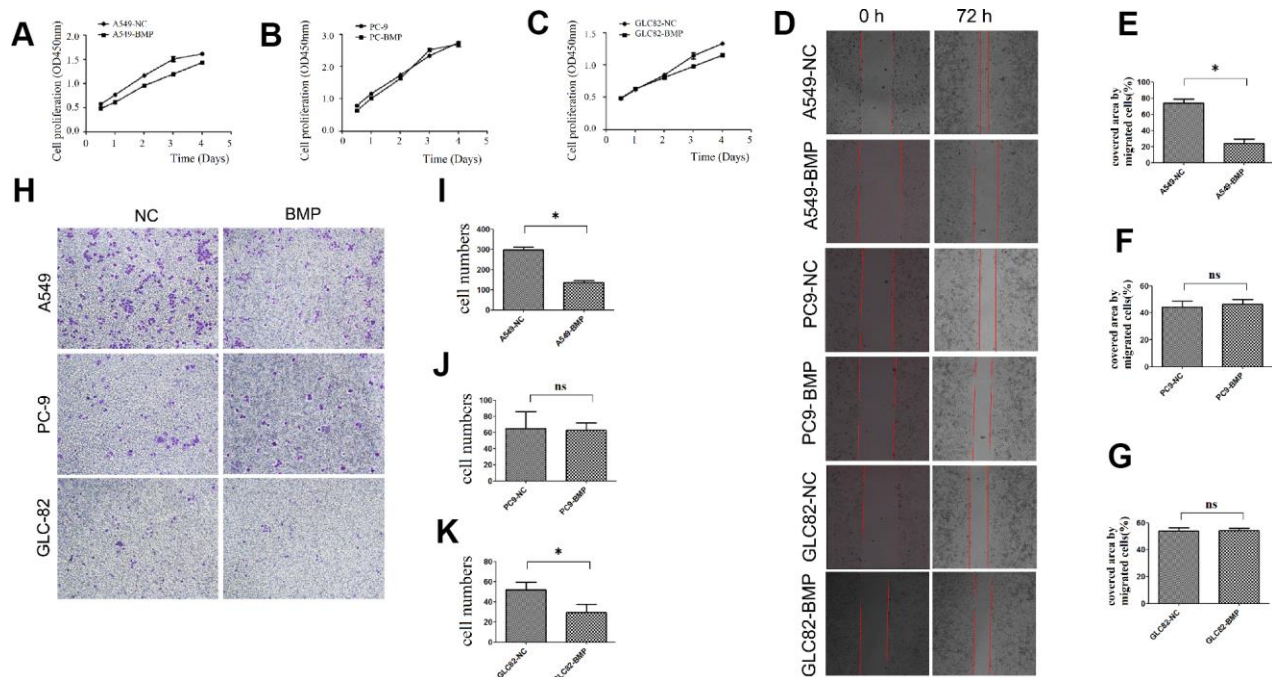 A
A549-NC
A549-BMP
Cell proliferation (OD450nm)
2.0
1.5
1.0
0.5
0.0
0 1 2 3 4 5
Time (Days)
B
PC-9
PC-BMP
Cell proliferation (OD450nm)
3.0
2.0
1.0
0.0
0 1 2 3 4 5
Time (Days)
C
GLC82-NC
GLC82-BMP
Cell proliferation (OD450nm)
1.5
1.0
0.5
0.0
0 1 2 3 4 5
Time (Days)
D
0 h 72 h
A549-NC
A549-BMP
PC9-NC
PC9- BMP
GLC82-NC
GLC82-BMP
E
covered area by
migrated cells(%)
100
80
60
40
20
0
*
A549-NC
A549-BMP
F
covered area by
migrated cells(%)
80
60
40
20
0
ns
PC9-NC
PC9-BMP
G
covered area by
migrated cells(%)
80
60
40
20
0
ns
GLC82-NC
GLC82-BMP
H
NC BMP
A549
PC-9
GLC-82
I
cell numbers
400
300
200
100
0
*
A549-NC
A549-BMP
J
cell numbers
100
80
60
40
20
0
ns
PC9-NC
PC9-BMP
K
cell numbers
80
60
40
20
0
*
GLC82-NC
GLC82-BMP